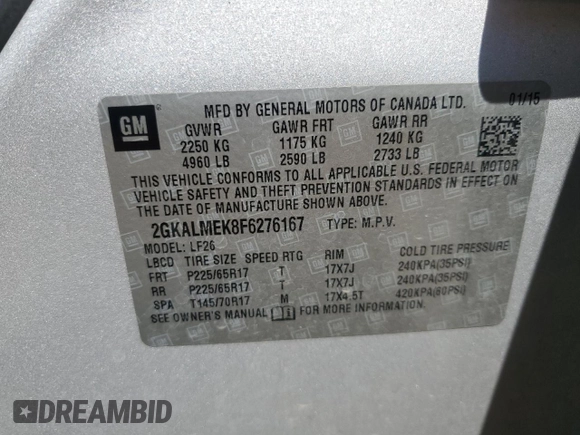 GM
MFD BY GENERAL MOTORS OF CANADA LTD. 01/15
GVWR GAWR FRT GAWR RR
2250 KG 1175 KG 1240 KG
4960 LB 2590 LB 2733 LB
THIS VEHICLE CONFORMS TO ALL APPLICABLE U.S. FEDERAL MOTOR
VEHICLE SAFETY AND THEFT PREVENTION STANDARDS IN EFFECT ON
THE DATE OF MANUFACTURE SHOWN ABOVE.
2GKALMEK8F6276167 TYPE: M.P.V.
MODEL: LF26
LBCD TIRE SIZE SPEED RTG RIM COLD TIRE PRESSURE
FRT P225/65R17 T 17X7J 240KPA(35PSI)
RR P225/65R17 T 17X7J 240KPA(35PSI)
SPA T145/70R17 M 17X4.5T 420KPA(60PSI)
SEE OWNER'S MANUAL FOR MORE INFORMATION
DREAMBID